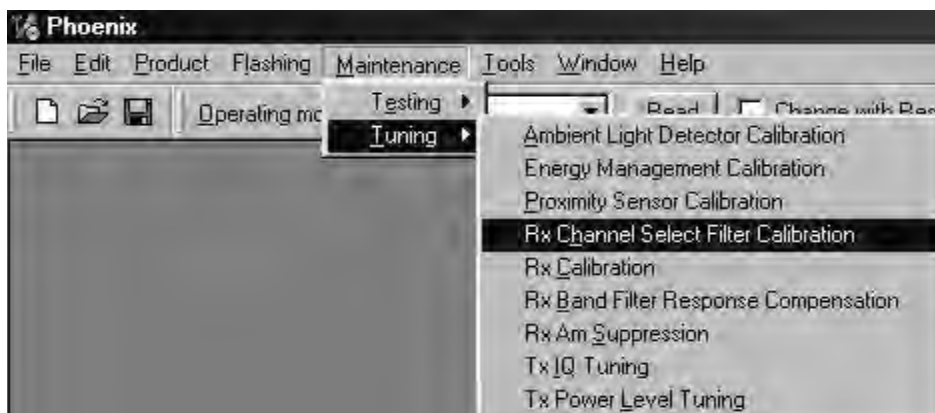 Phoenix
File Edit Product Flashing Maintenance Tools Window Help
Operating mo Read Change with
Testing
Tuning
Ambient Light Detector Calibration
Energy Management Calibration
Proximity Sensor Calibration
Rx Channel Select Filter Calibration
Rx Calibration
Rx Band Filter Response Compensation
Rx Am Suppression
Tx IQ Tuning
Tx Power Level Tuning